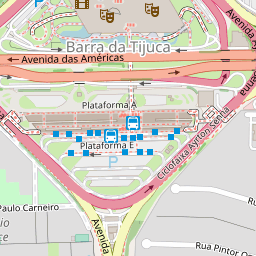 Barra da Tijuca
Avenida das Américas
Plataforma A
Plataforma E
P
Ciclofaixa Ayrton Senna
Paulo Carneiro
Avenida
Rua Pintor